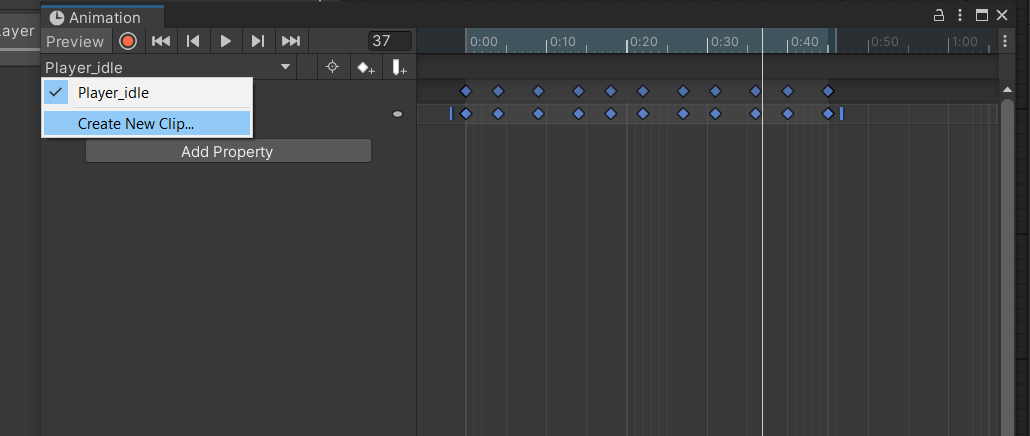 ayer
Animation
Preview
37
0:00 0:10 0:20 0:30 0:40 0:50 1:00
Player_idle
Player_idle
Create New Clip...
Add Property